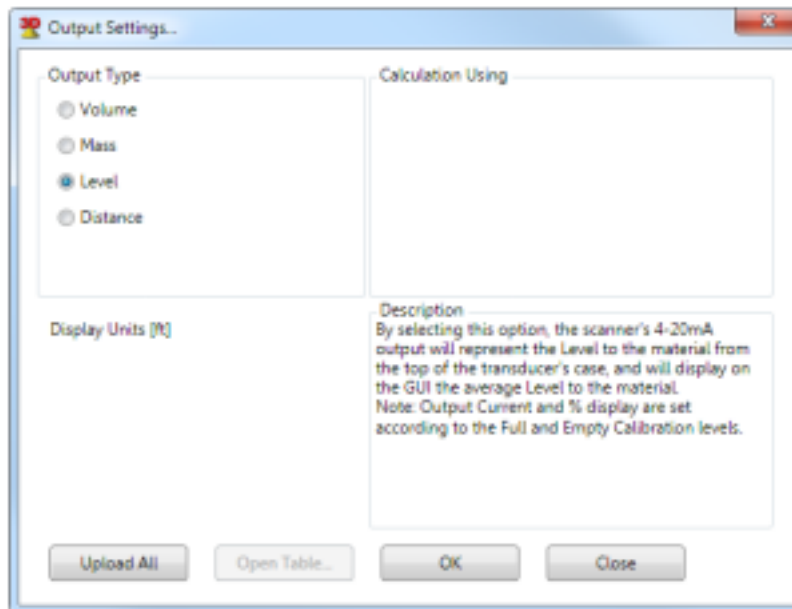 Output Settings...
Output Type
Volume
Mass
Level
Distance
Calculation Using
Display Units [ft]
Description
By selecting this option, the scanner's 4-20mA
output will represent the Level to the material from
the top of the transducer's case, and will display on
the GUI the average Level to the material.
Note: Output Current and % display are set
according to the Full and Empty Calibration levels.
Upload All
Open Table...
OK
Close